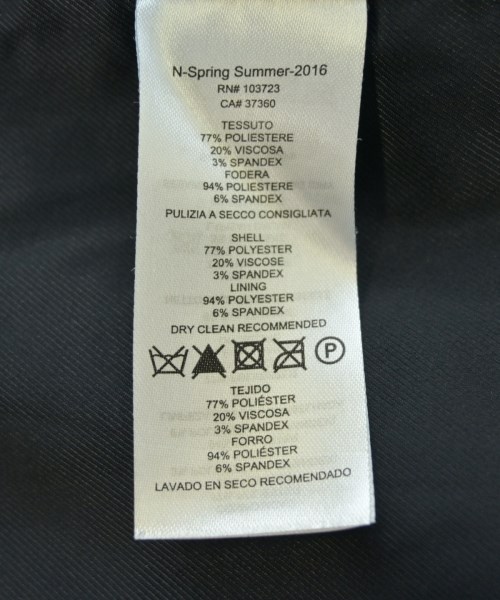 N-Spring Summer-2016
RN# 103723
CA# 37360
TESSUTO
77% POLIESTERE
20% VISCOSA
3% SPANDEX
FODERA
94% POLIESTERE
6% SPANDEX
PULIZIA A SECCO CONSIGLIATA
SHELL
77% POLYESTER
20% VISCOSE
3% SPANDEX
LINING
94% POLYESTER
6% SPANDEX
DRY CLEAN RECOMMENDED
P
TEJIDO
77% POLIÉSTER
20% VISCOSA
3% SPANDEX
FORRO
94% POLIÉSTER
6% SPANDEX
LAVADO EN SECO RECOMENDADO